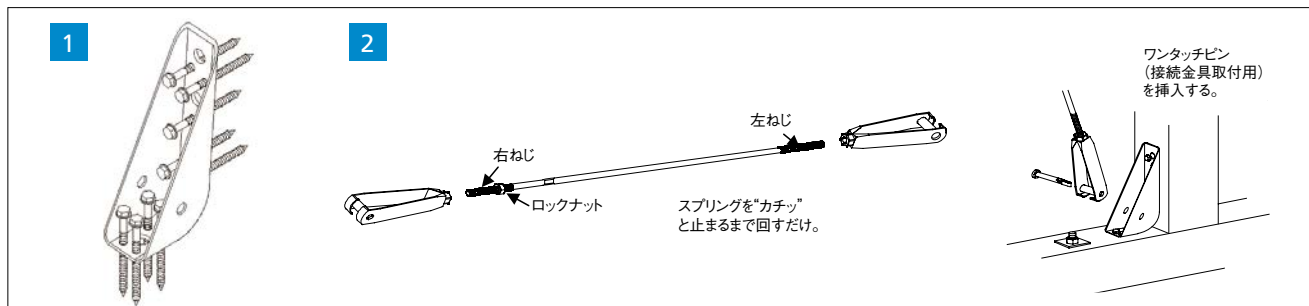 1
2
右ねじ
ロックナット
左ねじ
スプリングを“カチッ”
と止まるまで回すだけ。
ワンタッチピン
（接続金具取付用）
を挿入する。